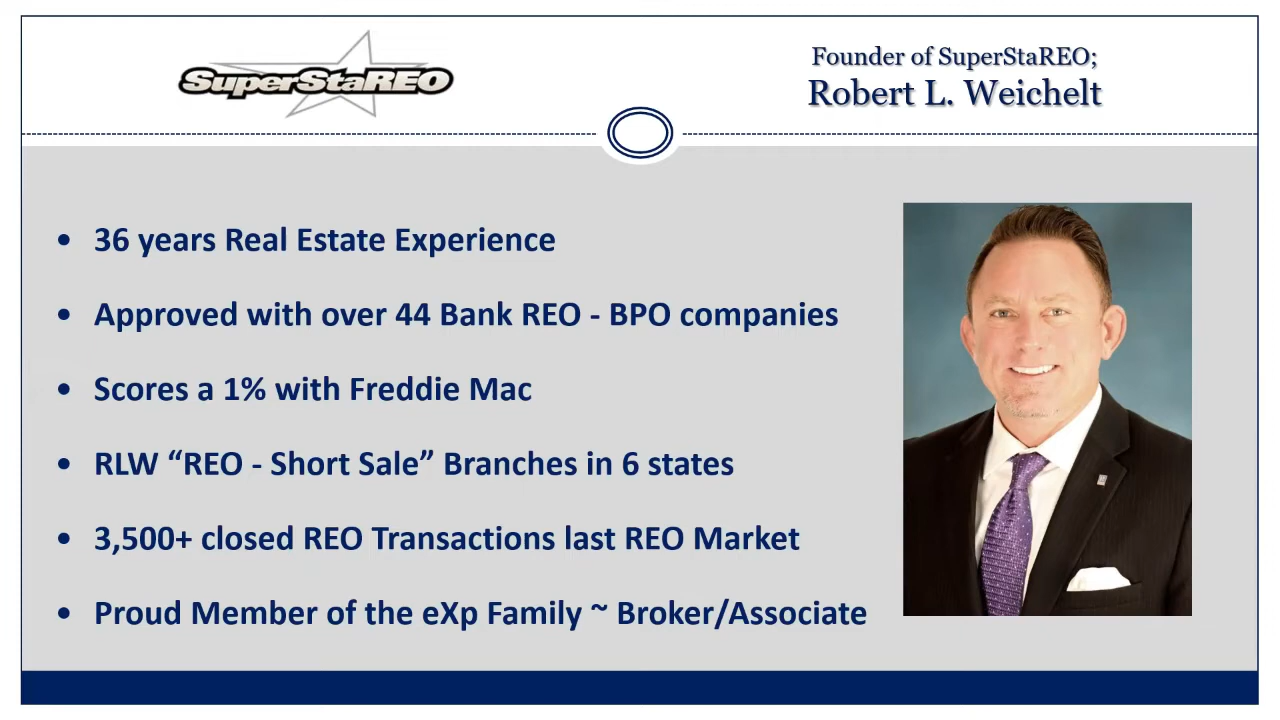 SuperStaREO
Founder of SuperStaREO;
Robert L. Weichelt
• 36 years Real Estate Experience
• Approved with over 44 Bank REO - BPO companies
• Scores a 1% with Freddie Mac
• RLW “REO - Short Sale” Branches in 6 states
• 3,500+ closed REO Transactions last REO Market
• Proud Member of the eXp Family ~ Broker/Associate